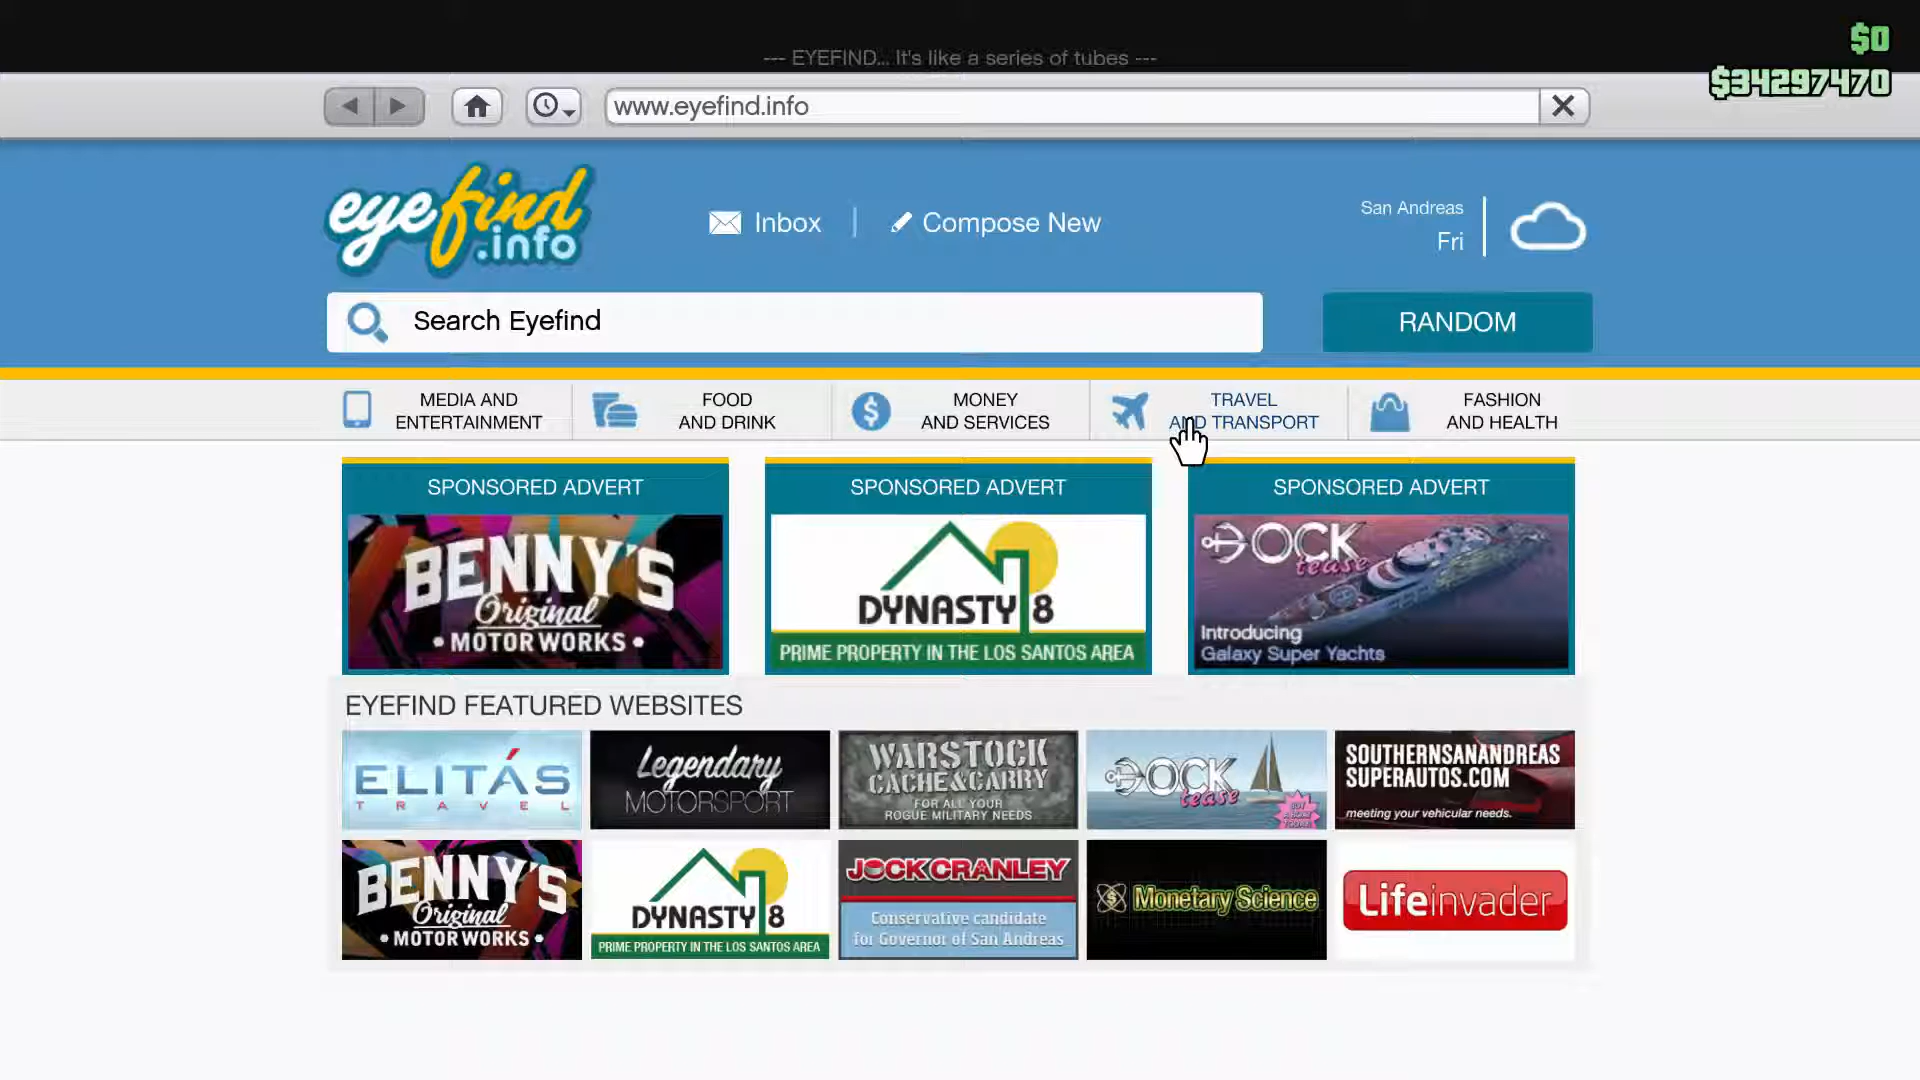 $0
--- EYEFIND... It's like a series of tubes ---
$34297470
www.eyefind.info
eyefind
.info
Inbox
Compose New
San Andreas
Fri
Search Eyefind
RANDOM
MEDIA AND
ENTERTAINMENT
FOOD
AND DRINK
MONEY
AND SERVICES
TRAVEL
AND TRANSPORT
FASHION
AND HEALTH
SPONSORED ADVERT
BENNY'S
Original
• MOTOR WORKS •
SPONSORED ADVERT
DYNASTY 8
PRIME PROPERTY IN THE LOS SANTOS AREA
SPONSORED ADVERT
DOCK
tease
Introducing
Galaxy Super Yachts
EYEFIND FEATURED WEBSITES
ELITÁS
TRAVEL
Legendary
MOTORSPORT
WARSTOCK
CACHE&CARRY
FOR ALL YOUR
ROGUE MILITARY NEEDS
DOCK
tease
BUY
A BOAT
TODAY!
SOUTHERNSANANDREAS
SUPERAUTOS.COM
meeting your vehicular needs.
BENNY'S
Original
• MOTOR WORKS •
DYNASTY 8
PRIME PROPERTY IN THE LOS SANTOS AREA
JOCK CRANLEY
Conservative candidate
for Governor of San Andreas
$ Monetary Science
Lifeinvader